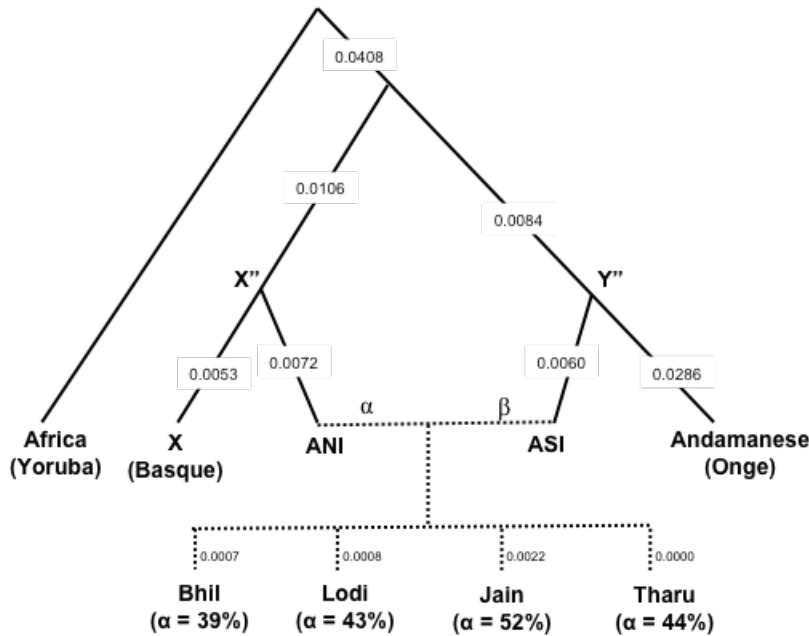 0.0408
0.0106
0.0084
X”
Y”
0.0053
0.0072
0.0060
0.0286
α
β
Africa
(Yoruba)
X
(Basque)
ANI
ASI
Andamanese
(Onge)
0.0007
0.0008
0.0022
0.0000
Bhil
(α = 39%)
Lodi
(α = 43%)
Jain
(α = 52%)
Tharu
(α = 44%)